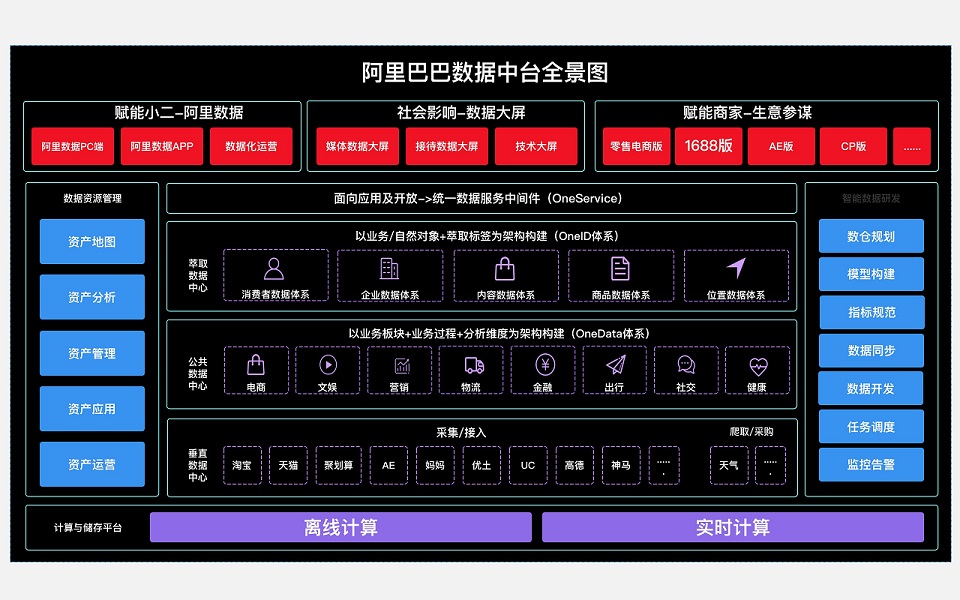 阿里巴巴数据中台全景图
赋能小二-阿里数据
阿里数据PC端
阿里数据APP
数据化运营
社会影响-数据大屏
媒体数据大屏
接待数据大屏
技术大屏
赋能商家-生意参谋
零售电商版
1688版
AE版
CP版
......
数据资源管理
资产地图
资产分析
资产管理
资产应用
资产运营
面向应用及开放->统一数据服务中间件（OneService）
以业务/自然对象+萃取标签为架构构建（OneID体系）
萃取
数据
中心
消费者数据体系
企业数据体系
内容数据体系
商品数据体系
位置数据体系
以业务板块+业务过程+分析维度为架构构建（OneData体系）
公共
数据
中心
电商
文娱
营销
物流
金融
出行
社交
健康
采集/接入
爬取/采购
垂直
数据
中心
淘宝
天猫
聚划算
AE
妈妈
优土
UC
高德
神马
......
天气
......
智能数据研发
数仓规划
模型构建
指标规范
数据同步
数据开发
任务调度
监控告警
计算与储存平台
离线计算
实时计算